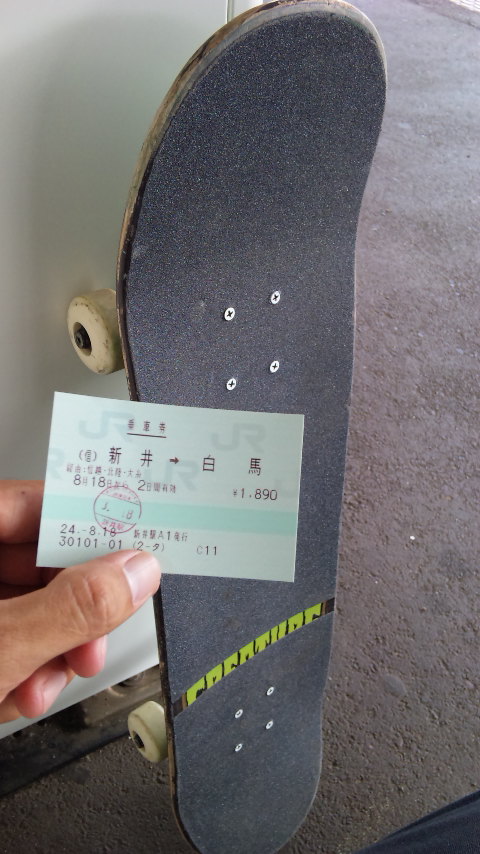 乗車券
(信) 新井 → 白馬
経由:信越・北陸・大糸
8月18日から 2日間有効 ¥1,890
24.-8.18 新井駅A1発行
30101-01 (2-タ) C11
CREATURE